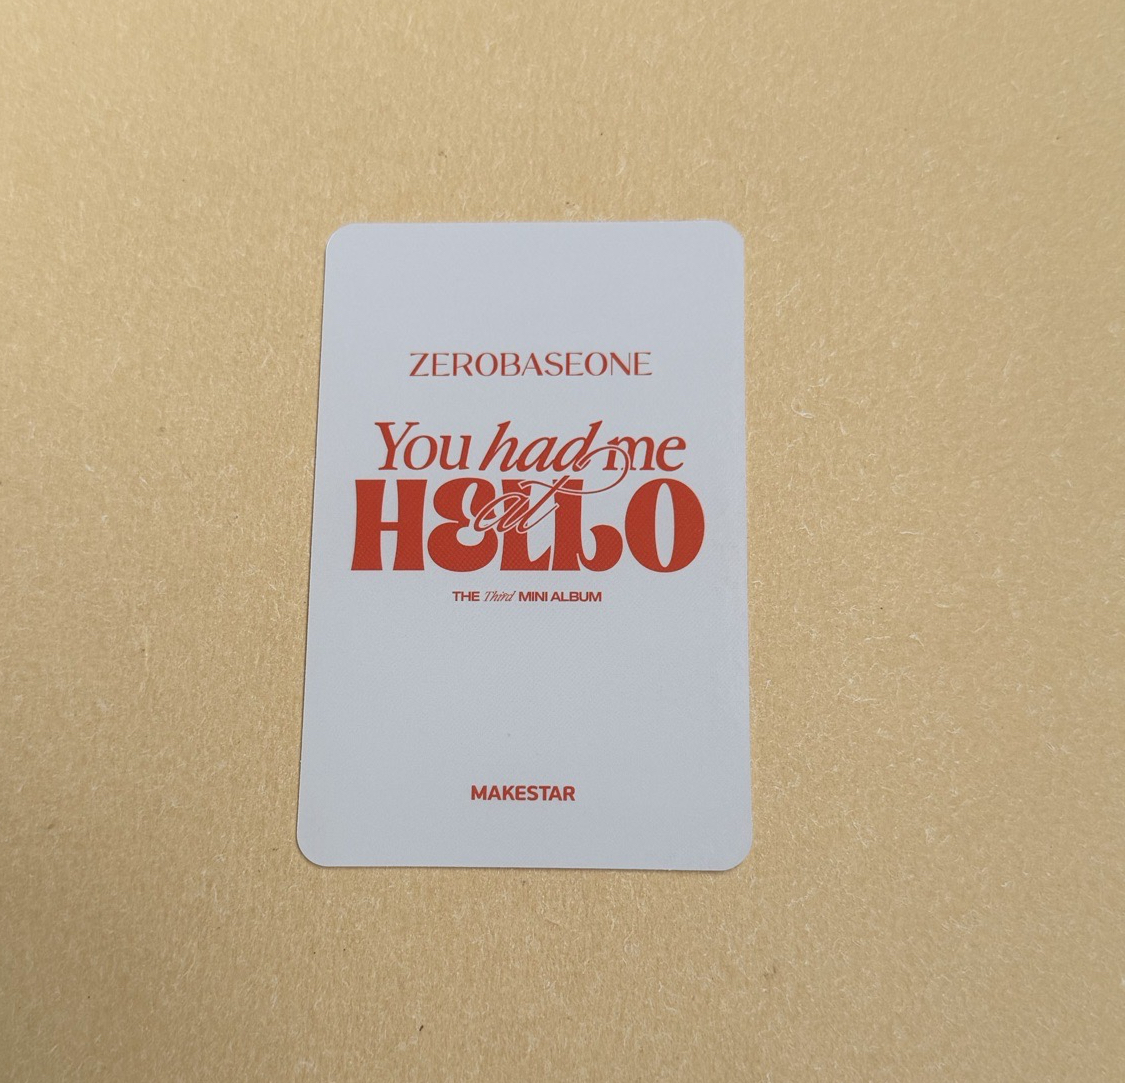 ZEROBASEONE
You had me
at
HELLO
THE Third MINI ALBUM
MAKESTAR